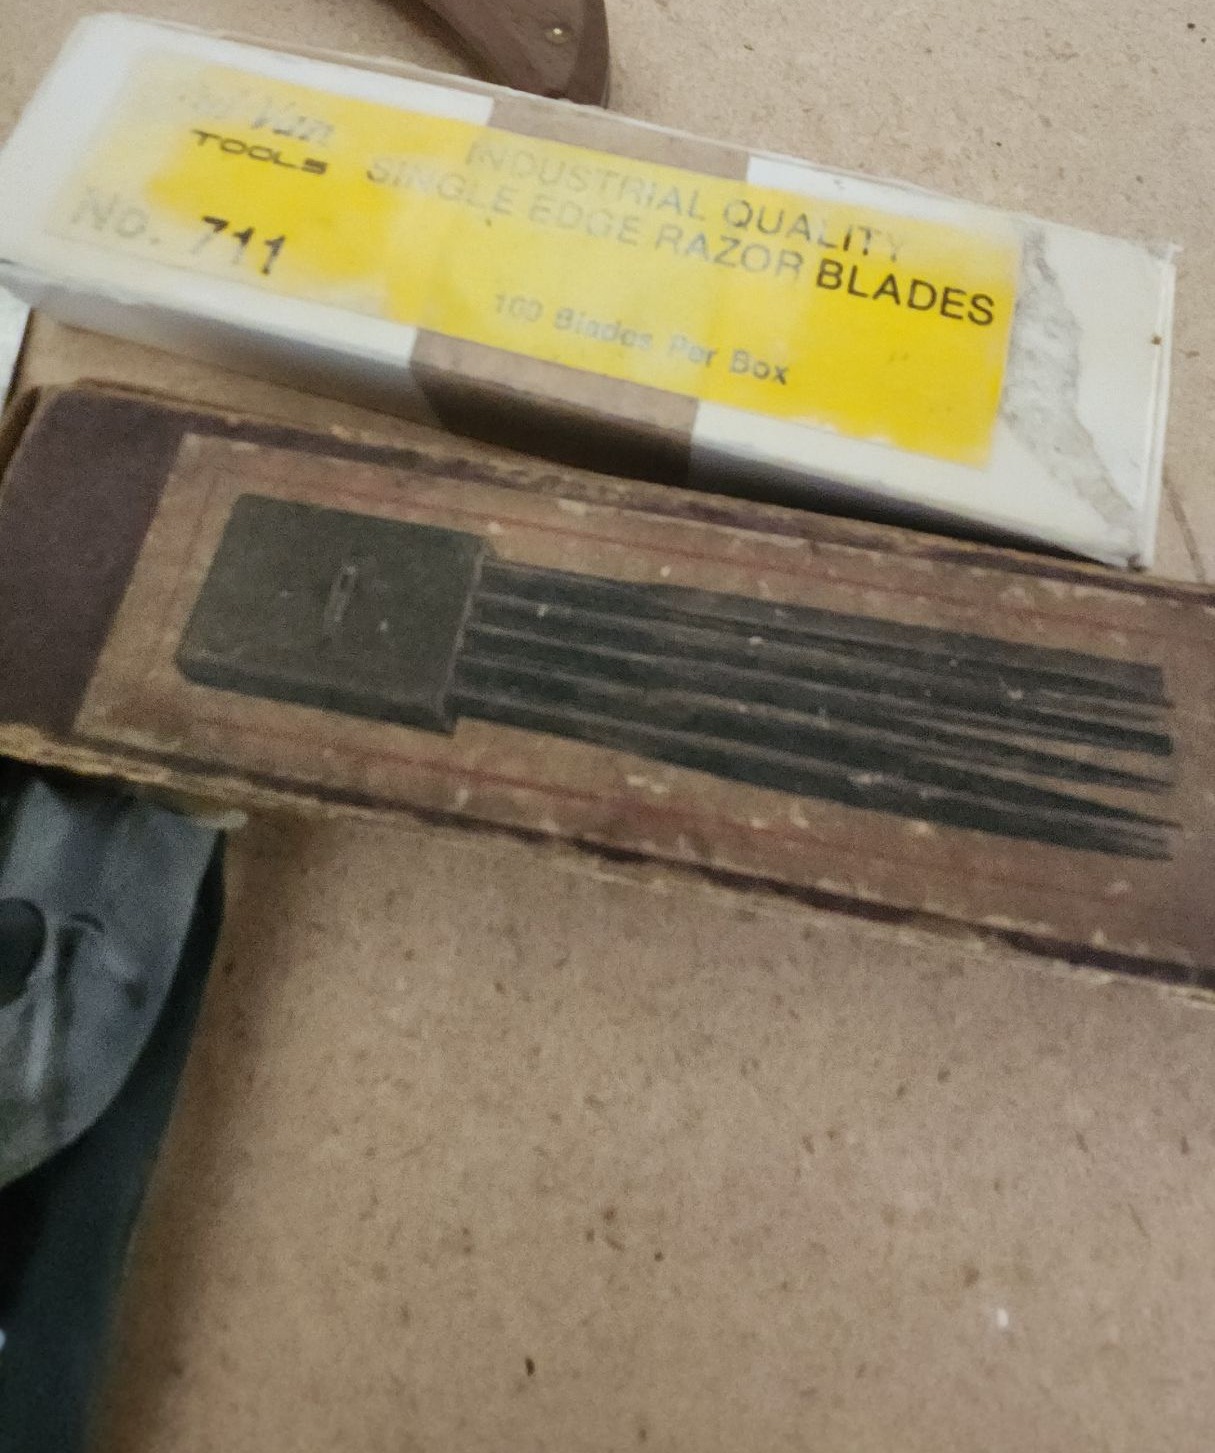 TOOLS
INDUSTRIAL QUALITY
SINGLE EDGE RAZOR BLADES
No. 711
100 Blades Per Box